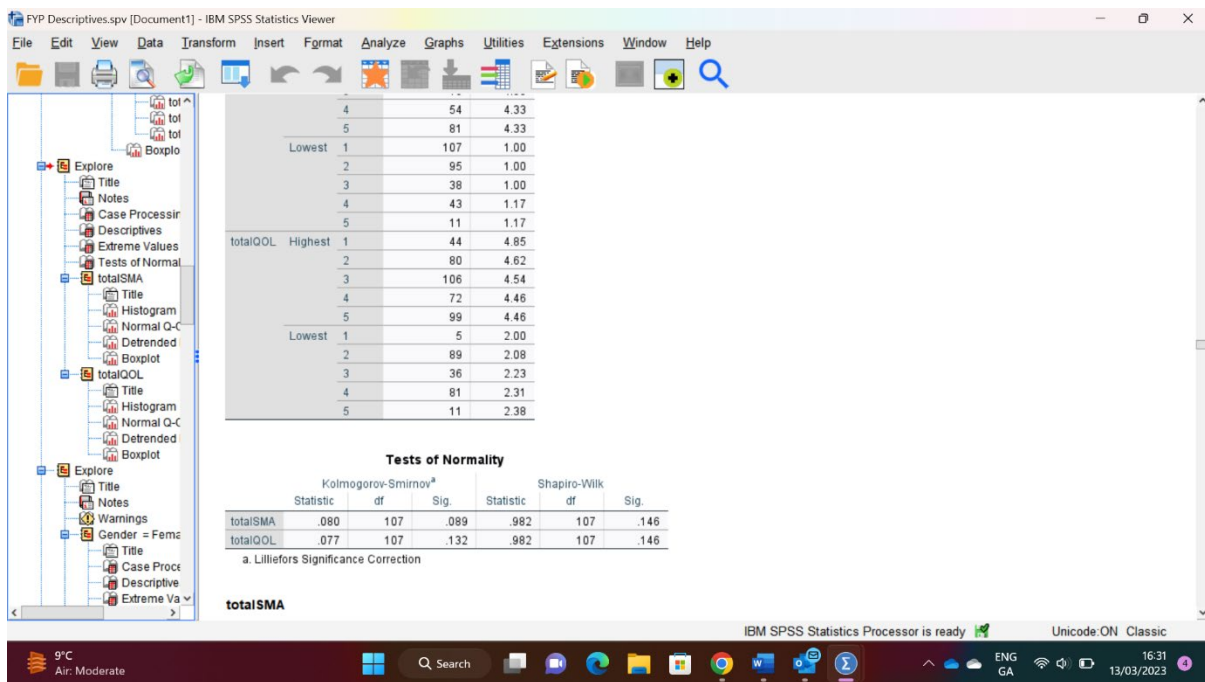 FYP Descriptives.spv [Document1] - IBM SPSS Statistics Viewer
File Edit View Data Transform Insert Format Analyze Graphs Utilities Extensions Window Help
tot
tot
tot
Boxplo
Explore
Title
Notes
Case Processin
Descriptives
Extreme Values
Tests of Normal
totalSMA
Title
Histogram
Normal Q-Q
Detrended
Boxplot
totalQOL
Title
Histogram
Normal Q-Q
Detrended
Boxplot
Explore
Title
Notes
Warnings
Gender = Fema
Title
Case Proce
Descriptive
Extreme Va
4 54 4.33
5 81 4.33
Lowest 1 107 1.00
2 95 1.00
3 38 1.00
4 43 1.17
5 11 1.17
totalQOL Highest 1 44 4.85
2 80 4.62
3 106 4.54
4 72 4.46
5 99 4.46
Lowest 1 5 2.00
2 89 2.08
3 36 2.23
4 81 2.31
5 11 2.38
Tests of Normality
Kolmogorov-Smirnova Shapiro-Wilk
Statistic df Sig. Statistic df Sig.
totalSMA .080 107 .089 .982 107 .146
totalQOL .077 107 .132 .982 107 .146
a. Lilliefors Significance Correction
totalSMA
IBM SPSS Statistics Processor is ready Unicode:ON Classic
9°C
Air: Moderate
Search
ENG
GA
16:31
13/03/2023
4